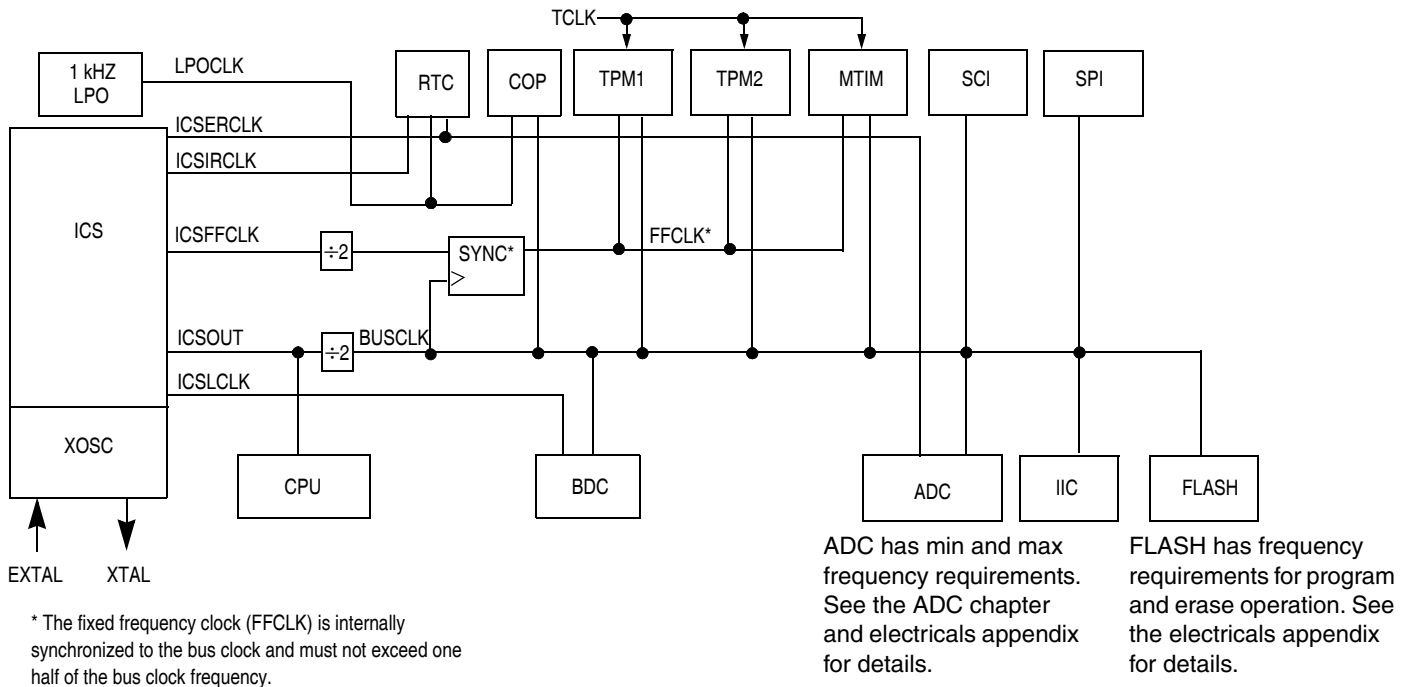 TCLK
1 kHZ
LPO
LPOCLK
RTC
COP
TPM1
TPM2
MTIM
SCI
SPI
ICSERCLK
ICSIRCLK
ICS
ICSFFCLK
÷2
SYNC*
FFCLK*
ICSOUT
÷2
BUSCLK
ICSLCLK
XOSC
CPU
BDC
ADC
IIC
FLASH
EXTAL
XTAL
ADC has min and max
frequency requirements.
See the ADC chapter
and electricals appendix
for details.
FLASH has frequency
requirements for program
and erase operation. See
the electricals appendix
for details.
* The fixed frequency clock (FFCLK) is internally
synchronized to the bus clock and must not exceed one
half of the bus clock frequency.